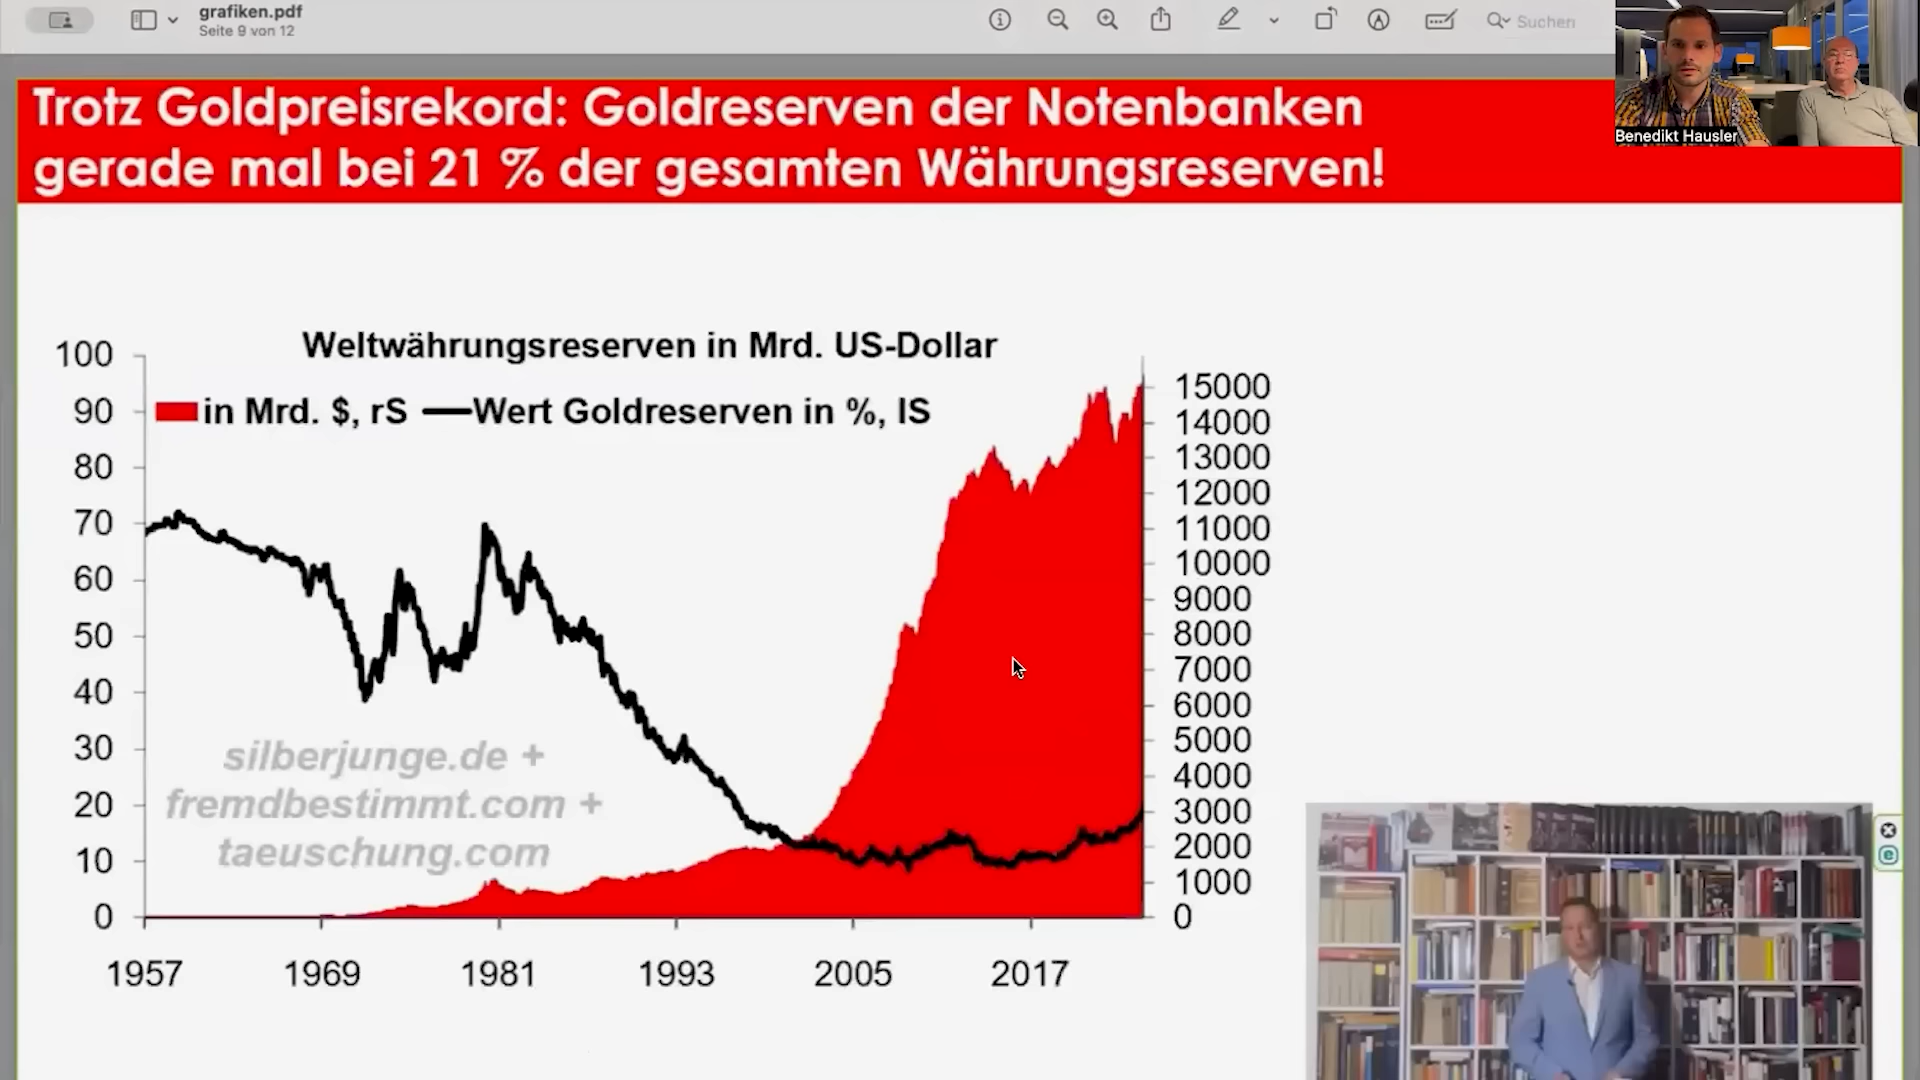 grafiken.pdf
Seite 9 von 12
Suchen
Benedikt Hausler
Trotz Goldpreisrekord: Goldreserven der Notenbanken
gerade mal bei 21 % der gesamten Währungsreserven!
Weltwährungsreserven in Mrd. US-Dollar
in Mrd. $, rS
Wert Goldreserven in %, lS
100
90
80
70
60
50
40
30
20
10
0
15000
14000
13000
12000
11000
10000
9000
8000
7000
6000
5000
4000
3000
2000
1000
0
silberjunge.de +
fremdbestimmt.com +
taeuschung.com
1957
1969
1981
1993
2005
2017